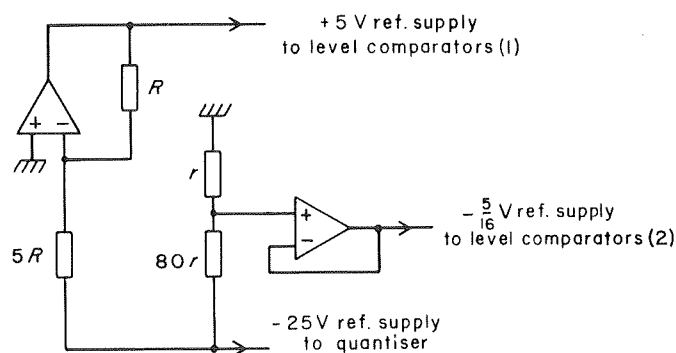 +5 V ref. supply
to level comparators (1)
R
+ −
r
+
−
− 5/16 V ref. supply
to level comparators (2)
5R
80r
−25V ref. supply
to quantiser